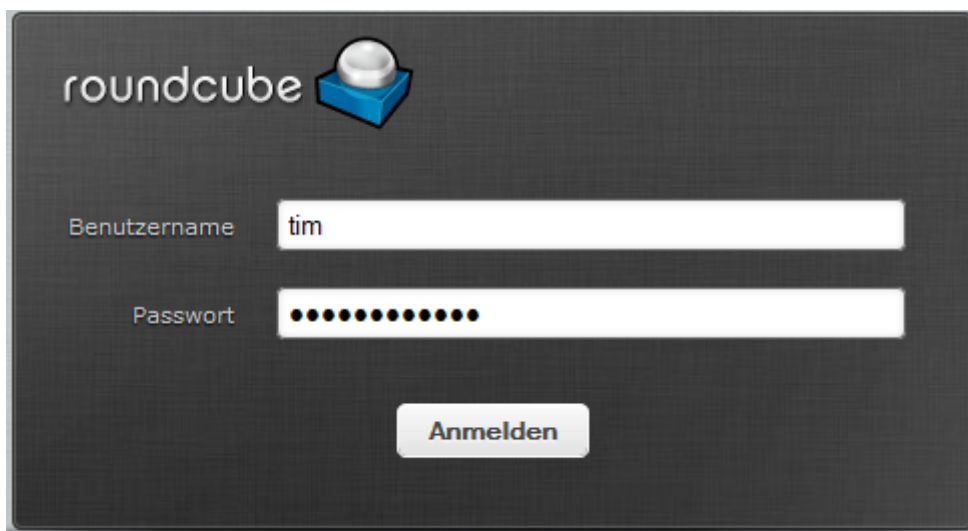 roundcube
Benutzername tim
Passwort ••••••••••••
Anmelden